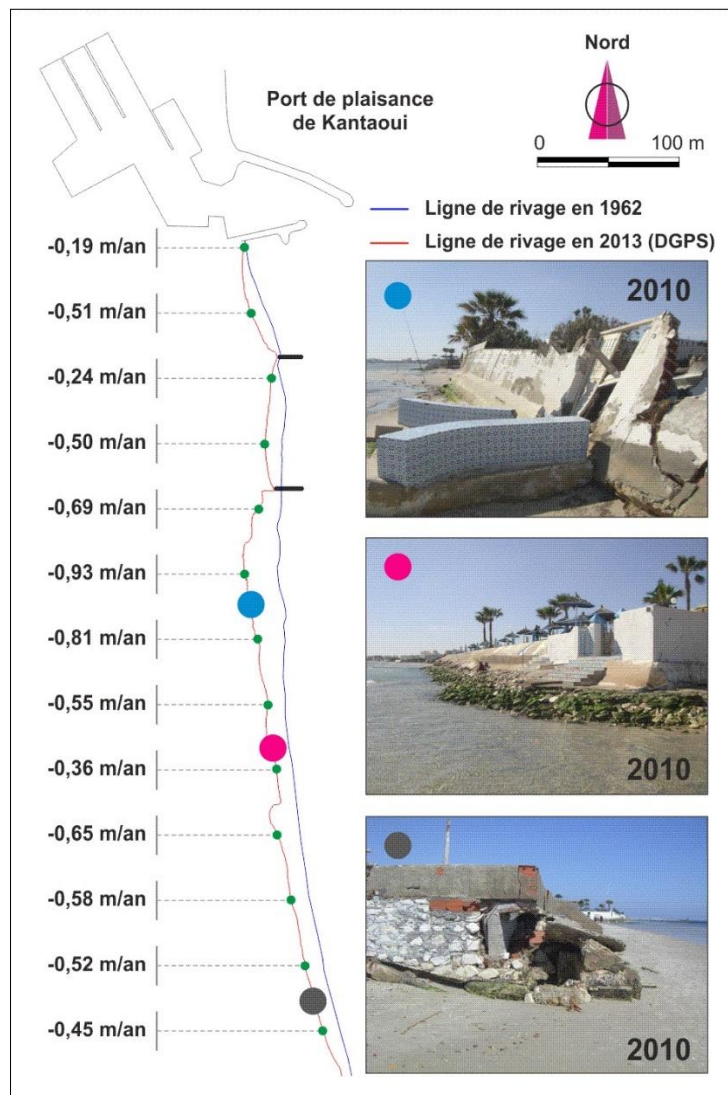 Port de plaisance
de Kantaoui
Nord
0 100 m
Ligne de rivage en 1962
Ligne de rivage en 2013 (DGPS)
-0,19 m/an
-0,51 m/an
-0,24 m/an
-0,50 m/an
-0,69 m/an
-0,93 m/an
-0,81 m/an
-0,55 m/an
-0,36 m/an
-0,65 m/an
-0,58 m/an
-0,52 m/an
-0,45 m/an
2010
2010
2010